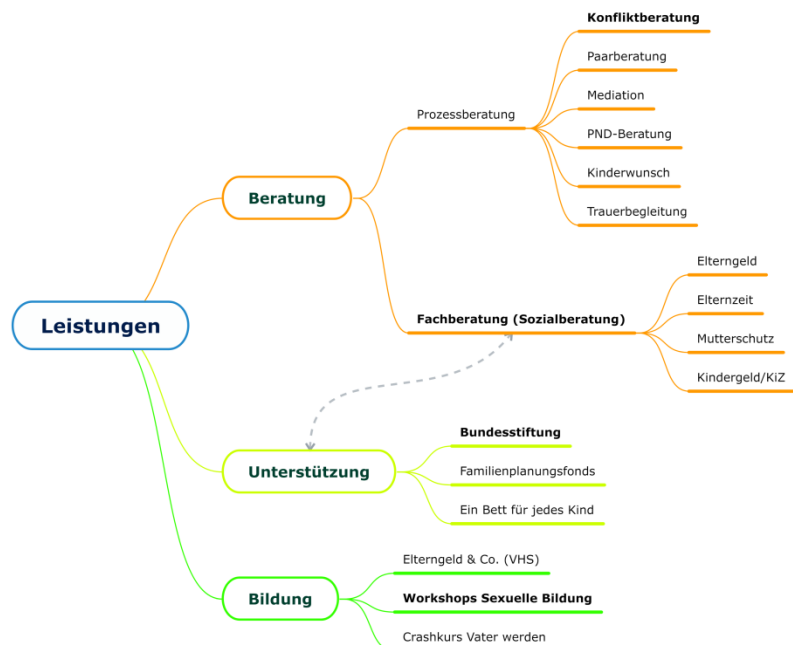 Leistungen
Beratung
Prozessberatung
Konfliktberatung
Paarberatung
Mediation
PND-Beratung
Kinderwunsch
Trauerbegleitung
Fachberatung (Sozialberatung)
Elterngeld
Elternzeit
Mutterschutz
Kindergeld/KiZ
Unterstützung
Bundesstiftung
Familienplanungsfonds
Ein Bett für jedes Kind
Bildung
Elterngeld & Co. (VHS)
Workshops Sexuelle Bildung
Crashkurs Vater werden